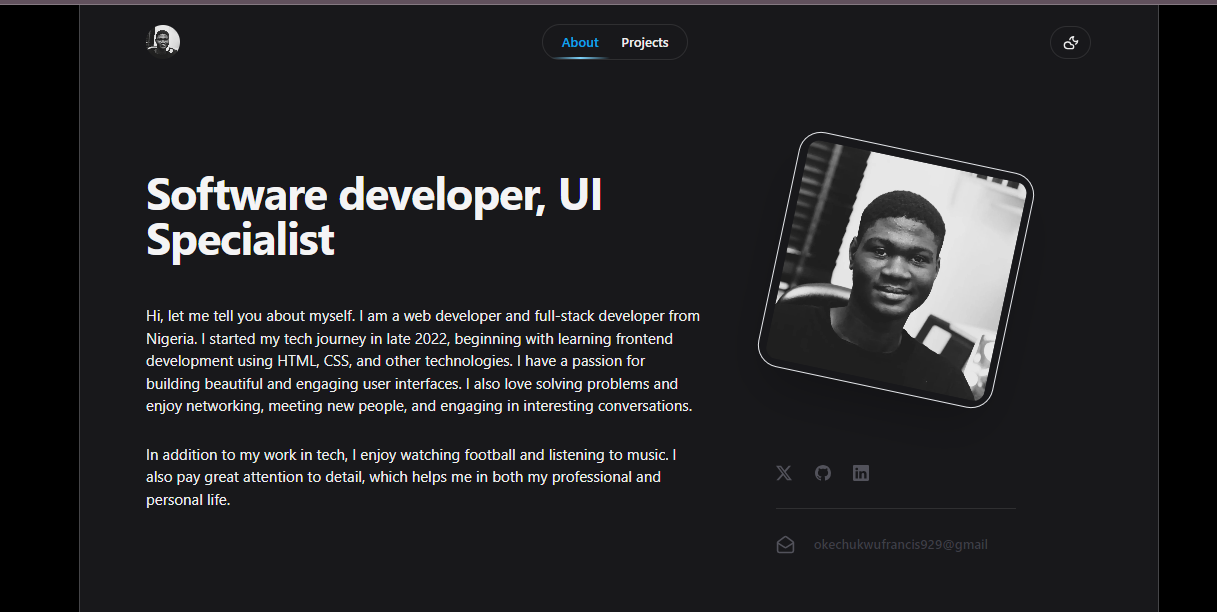 About
Projects
Software developer, UI
Specialist
Hi, let me tell you about myself. I am a web developer and full-stack developer from
Nigeria. I started my tech journey in late 2022, beginning with learning frontend
development using HTML, CSS, and other technologies. I have a passion for
building beautiful and engaging user interfaces. I also love solving problems and
enjoy networking, meeting new people, and engaging in interesting conversations.
In addition to my work in tech, I enjoy watching football and listening to music. I
also pay great attention to detail, which helps me in both my professional and
personal life.
okechukwufrancis929@gmail